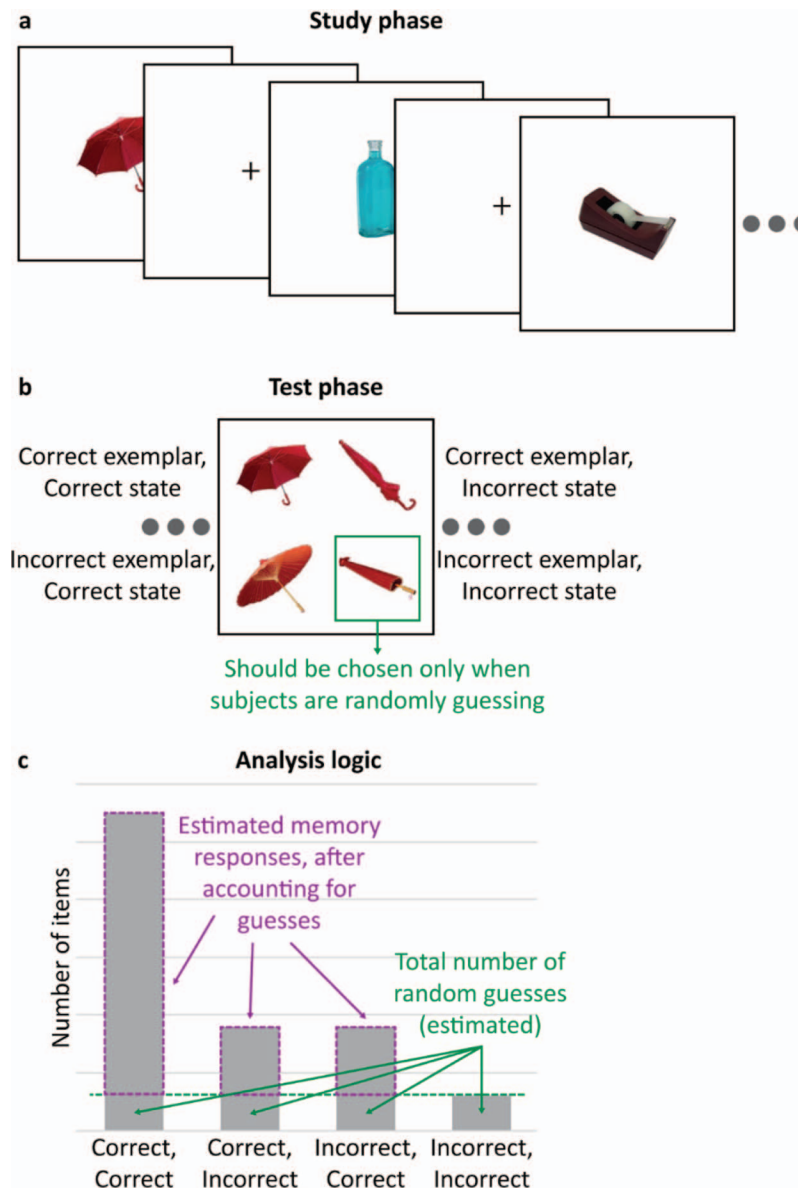 a
Study phase
+
+
b
Test phase
Correct exemplar,
Correct state
Correct exemplar,
Incorrect state
Incorrect exemplar,
Correct state
Incorrect exemplar,
Incorrect state
Should be chosen only when
subjects are randomly guessing
c
Analysis logic
Number of items
Estimated memory
responses, after
accounting for
guesses
Total number of
random guesses
(estimated)
Correct,
Correct
Correct,
Incorrect
Incorrect,
Correct
Incorrect,
Incorrect